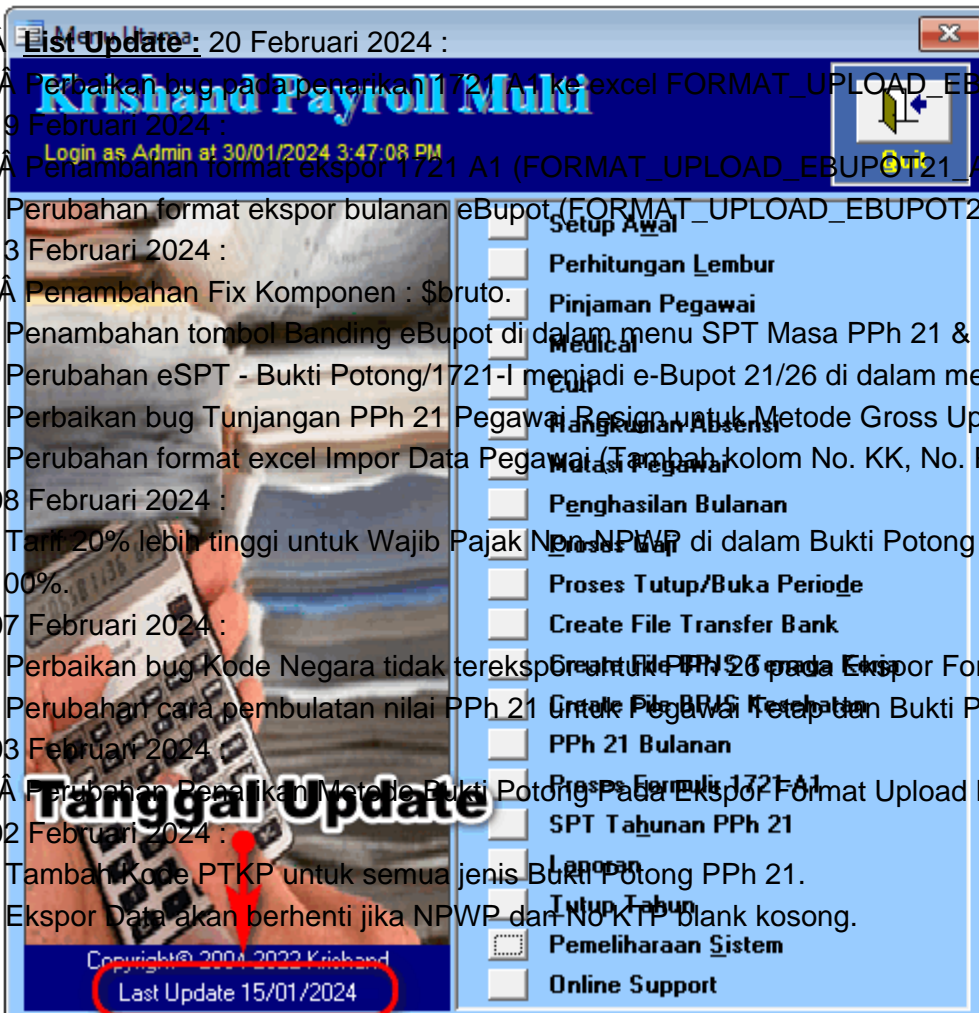 Menu Utama
List Update : 20 Februari 2024 :
Perbaikan bug pada penarikan 1721 A1 ke excel FORMAT_UPLOAD_EB
Krishand Payroll Multi
9 Februari 2024 :
Login as Admin at 30/01/2024 3:47:08 PM
Quit
Penambahan format ekspor 1721 A1 (FORMAT_UPLOAD_EBUPOT21_A
Perubahan format ekspor bulanan eBupot (FORMAT_UPLOAD_EBUPOT2
Setup Awal
3 Februari 2024 :
Perhitungan Lembur
Â Penambahan Fix Komponen : $bruto.
Pinjaman Pegawai
Penambahan tombol Banding eBupot di dalam menu SPT Masa PPh 21 &
Medical
Perubahan eSPT - Bukti Potong/1721-I menjadi e-Bupot 21/26 di dalam me
Cuti
Perbaikan bug Tunjangan PPh 21 Pegawai Resign untuk Metode Gross Up
Rangkuman Absensi
Perubahan format excel Impor Data Pegawai (Tambah kolom No. KK, No.
Mutasi Pegawai
08 Februari 2024 :
Penghasilan Bulanan
Tarif 20% lebih tinggi untuk Wajib Pajak Non-NPWP di dalam Bukti Potong
Proses Gaji
00%.
Proses Tutup/Buka Periode
07 Februari 2024 :
Create File Transfer Bank
Perbaikan bug Kode Negara tidak terekspor untuk PPh 26 pada Ekspor For
Create File BPJS Tenaga Kerja
Perubahan cara pembulatan nilai PPh 21 untuk Pegawai Tetap dan Bukti P
Create File BPJS Kesehatan
03 Februari 2024 :
PPh 21 Bulanan
Â Perubahan Penarikan Metode Bukti Potong Pada Ekspor Format Upload
Tanggal Update
Proses Formulir 1721-A1
02 Februari 2024 :
SPT Tahunan PPh 21
Tambah Kode PTKP untuk semua jenis Bukti Potong PPh 21.
Laporan
Ekspor Data akan berhenti jika NPWP dan No KTP blank kosong.
Tutup Tahun
Pemeliharaan Sistem
Copyright© 2004-2022 Krishand
Online Support
Last Update 15/01/2024